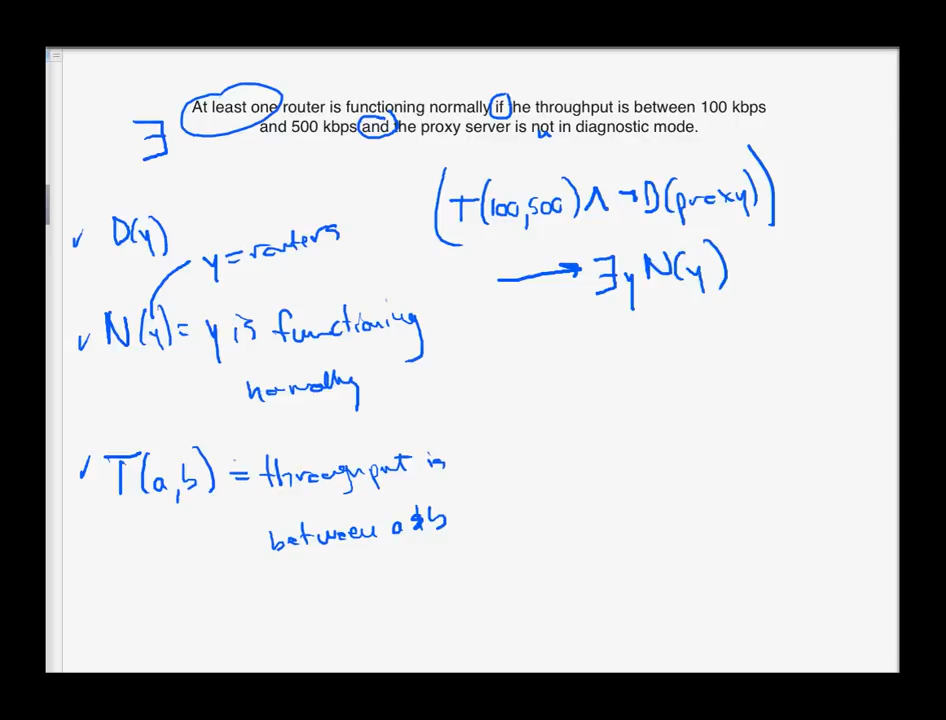 At least one router is functioning normally if the throughput is between 100 kbps
and 500 kbps and the proxy server is not in diagnostic mode.
∃
(T(100,500) ∧ ¬D(proxy))
→ ∃y N(y)
D(y)
y = routers
N(y) = y is functioning
normally
T(a,b) = throughput is
between a & b